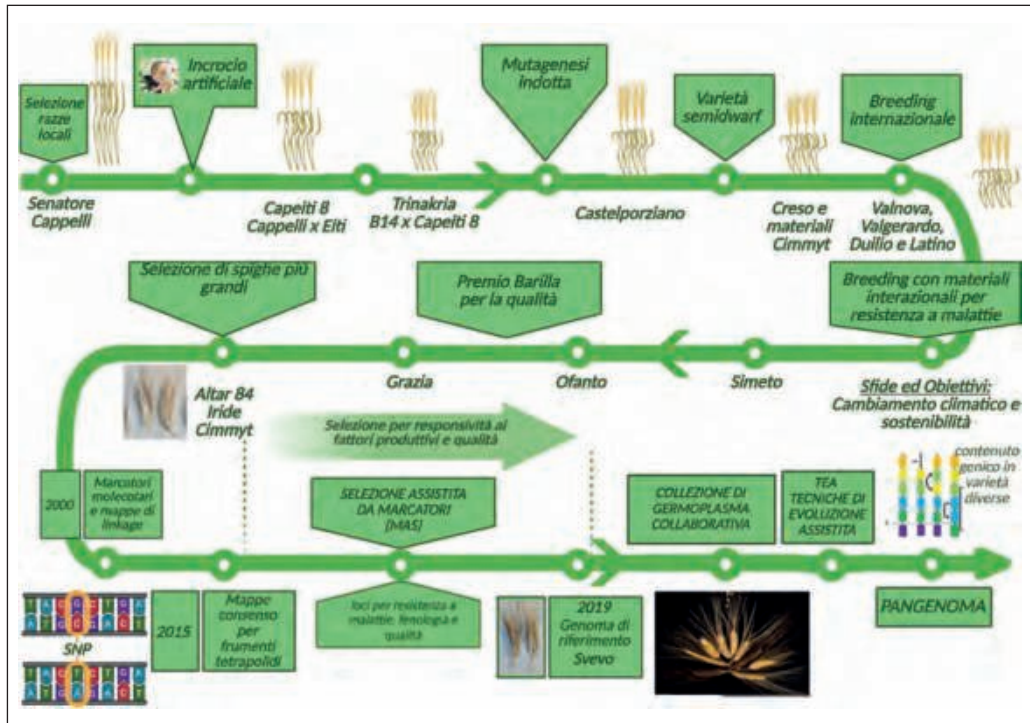 Selezione
razze
locali
Incrocio
artificiale
Mutagenesi
indotta
Varietà
semidwarf
Breeding
internazionale
Senatore
Cappelli
Capeiti 8
Cappelli x Eiti
Trinakria
B14 x Capeiti 8
Castelporziano
Creso e
materiali
Cimmyt
Valnova,
Valgerardo,
Duilio e Latino
Selezione di spighe più
grandi
Premio Barilla
per la qualità
Breeding con materiali
interazionali per
resistenza a malattie
Altar 84
Iride
Cimmyt
Grazia
Ofanto
Simeto
Sfide ed Obiettivi:
Cambiamento climatico e
sostenibilità
Selezione per responsività ai
fattori produttivi e qualità
2000
Marcatori
molecolari
e mappe di
linkage
SELEZIONE ASSISTITA
DA MARCATORI
(MAS)
COLLEZIONE DI
GERMOPLASMA
COLLABORATIVA
TEA
TECNICHE DI
EVOLUZIONE
ASSISTITA
contenuto
genico in
varietà
diverse
SNP
2015
Mappe
consenso
per
frumenti
tetrapolidi
loci per resistenza a
malattie, fenologia e
qualità
2019
Genoma di
riferimento
Svevo
PANGENOMA